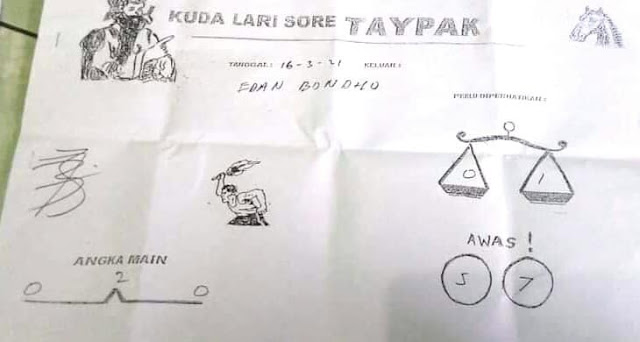 KUDA LARI SORE TAYPAK
TANGGAL : 16-3-21 KELUAR :
EDAN BONDHO
PERLU DIPERHATIKAN :
0 1
AWAS !
5 7
ANGKA MAIN
0 2 0